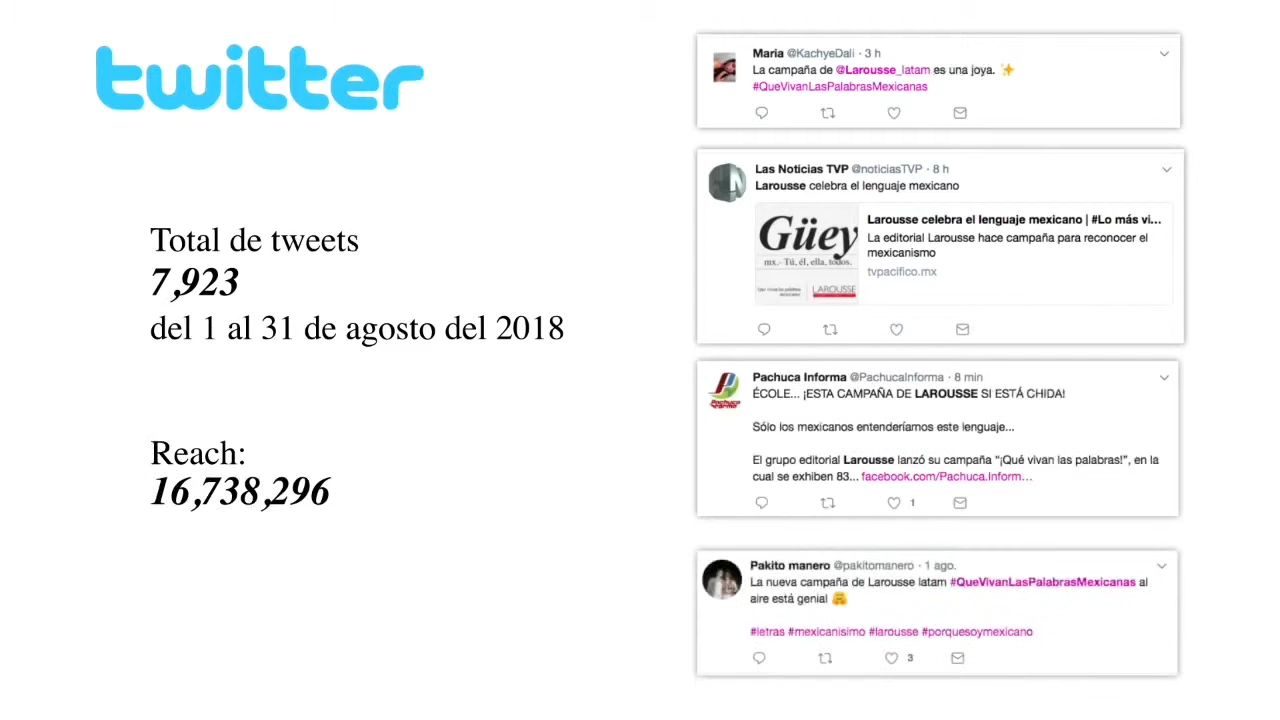 twitter
Total de tweets
7,923
del 1 al 31 de agosto del 2018
Reach:
16,738,296
Maria @KachyeDali · 3 h
La campaña de @Larousse_latam es una joya. ✨
#QueVivanLasPalabrasMexicanas
Las Noticias TVP @noticiasTVP · 8 h
Larousse celebra el lenguaje mexicano
Güey
mx.- Tú, él, ella, todos.
LAROUSSE
Larousse celebra el lenguaje mexicano | #Lo más vi...
La editorial Larousse hace campaña para reconocer el
mexicanismo
tvpacifico.mx
Pachuca Informa @PachucaInforma · 8 min
ÉCOLE... ¡ESTA CAMPAÑA DE LAROUSSE SI ESTÁ CHIDA!
Sólo los mexicanos entenderíamos este lenguaje...
El grupo editorial Larousse lanzó su campaña “¡Qué vivan las palabras!”, en la
cual se exhiben 83... facebook.com/Pachuca.Inform...
1
Pakito manero @pakitomanero · 1 ago.
La nueva campaña de Larousse latam #QueVivanLasPalabrasMexicanas al
aire está genial 🤗
#letras #mexicanisimo #larousse #porquesoymexicano
3